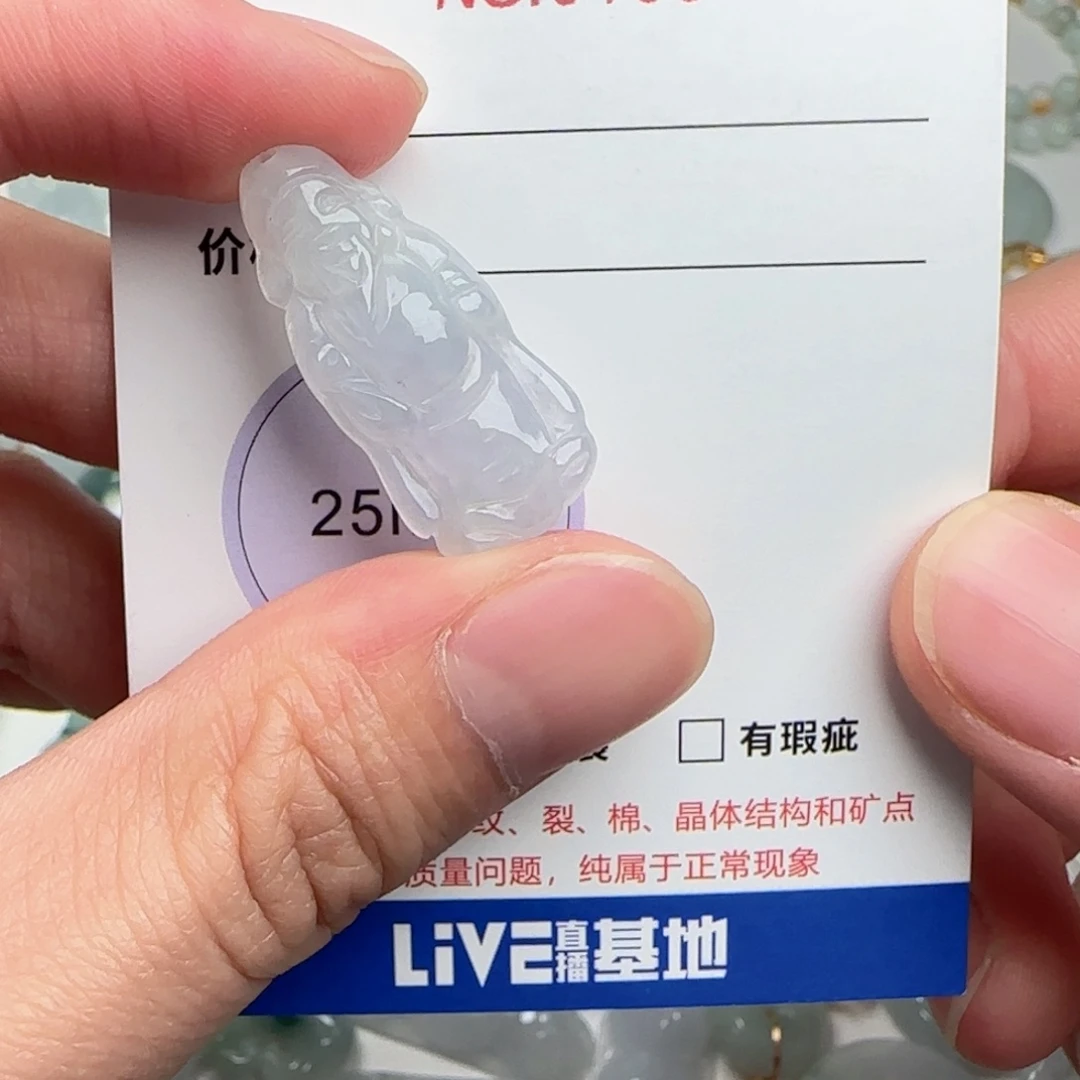 价
25
有瑕疵
纹、裂、棉、晶体结构和矿点
质量问题，纯属于正常现象
LiVE直播基地